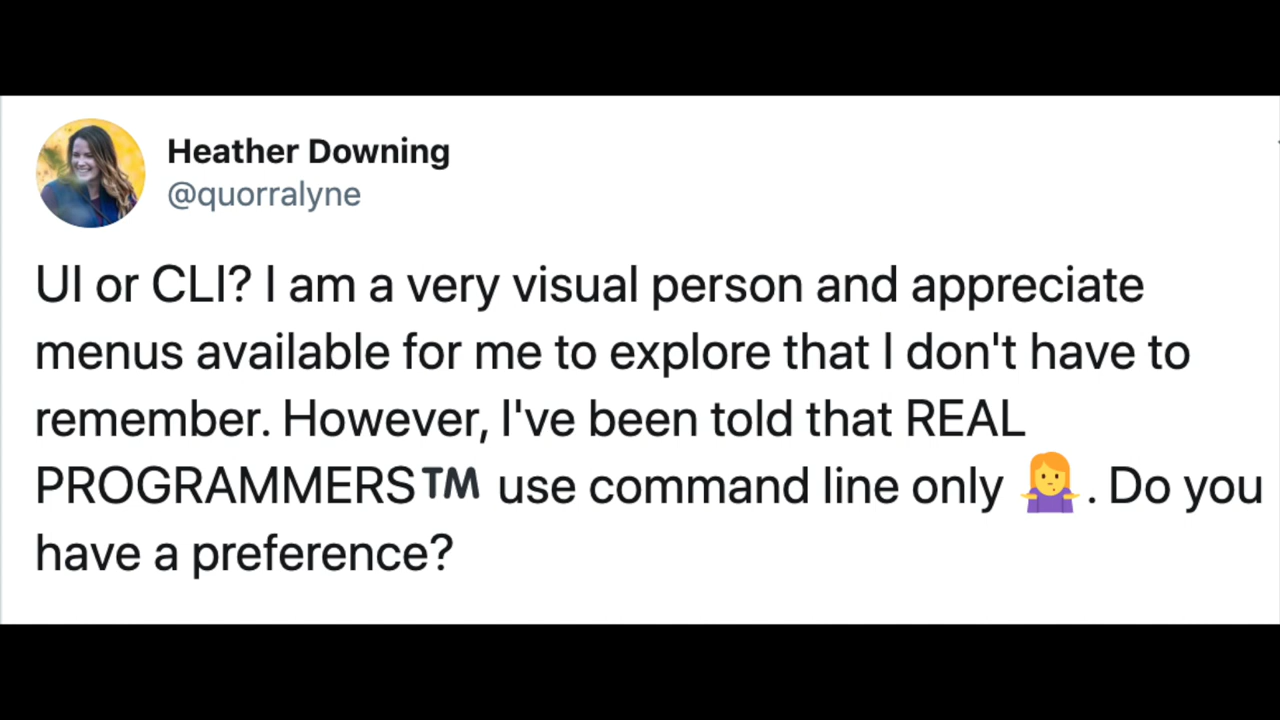 Heather Downing
@quorralyne
UI or CLI? I am a very visual person and appreciate
menus available for me to explore that I don't have to
remember. However, I've been told that REAL
PROGRAMMERS™️ use command line only 🤷‍♀️. Do you
have a preference?